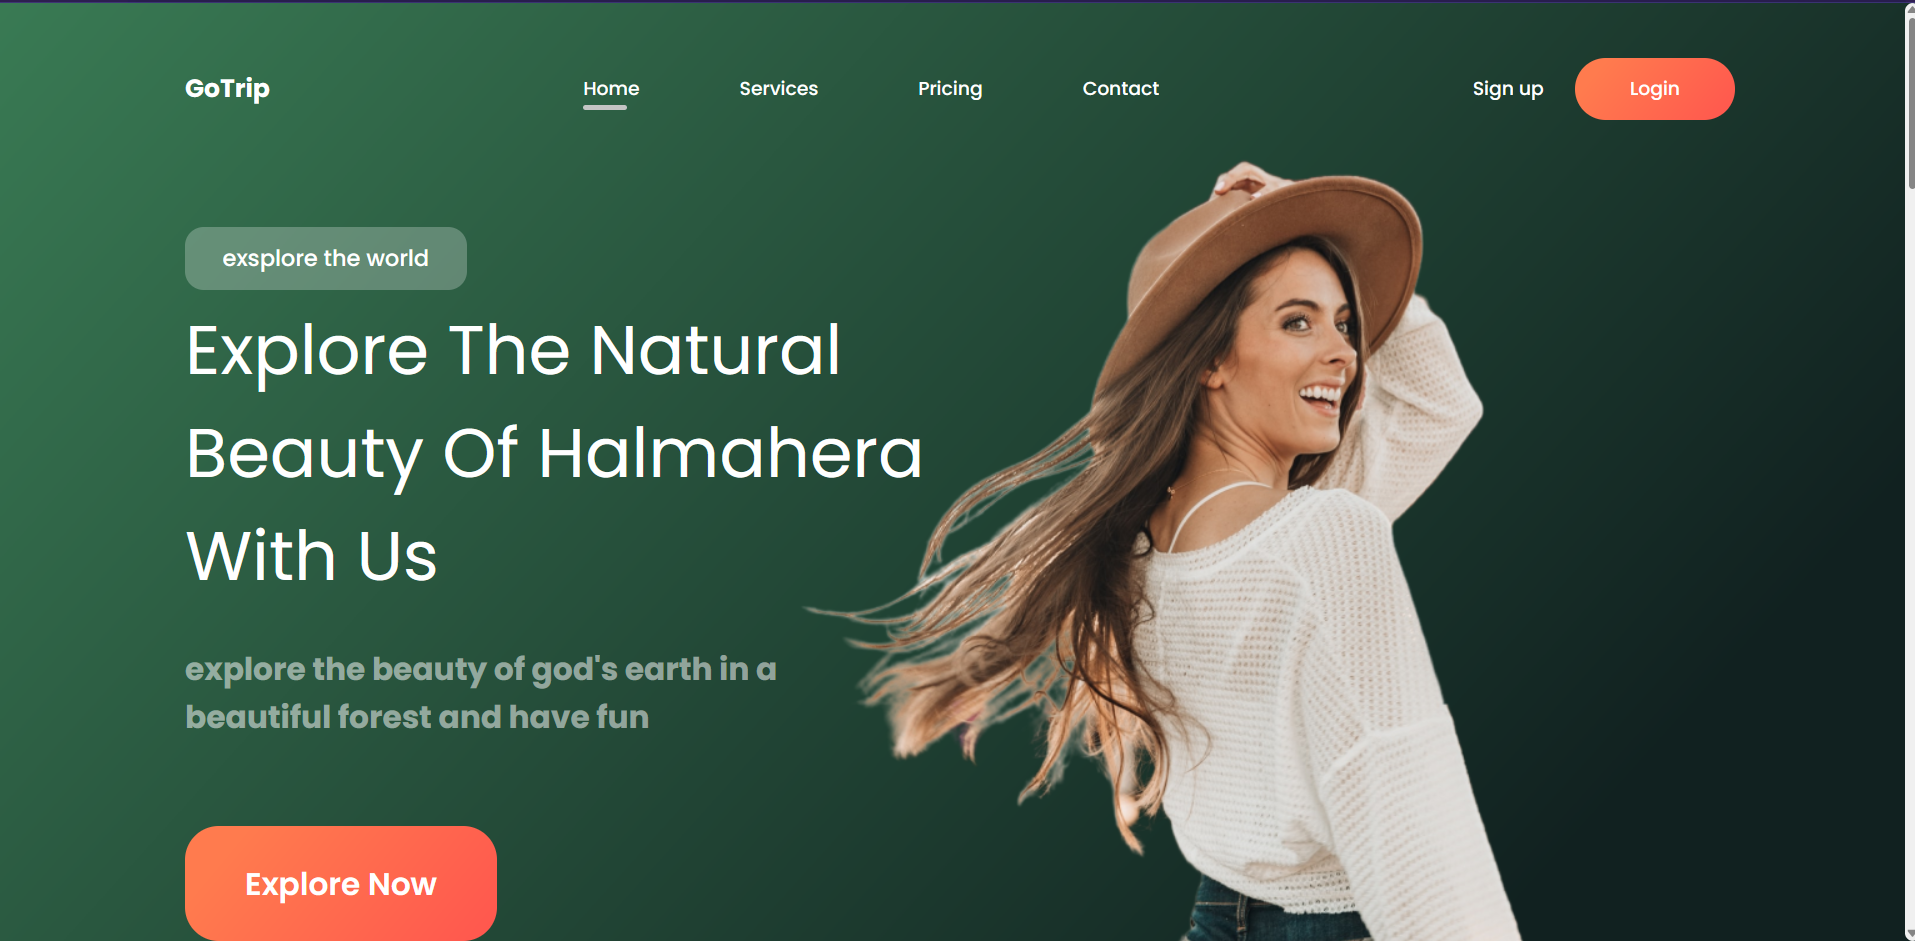 GoTrip
Home Services Pricing Contact
Sign up Login
exsplore the world
Explore The Natural
Beauty Of Halmahera
With Us
explore the beauty of god's earth in a
beautiful forest and have fun
Explore Now